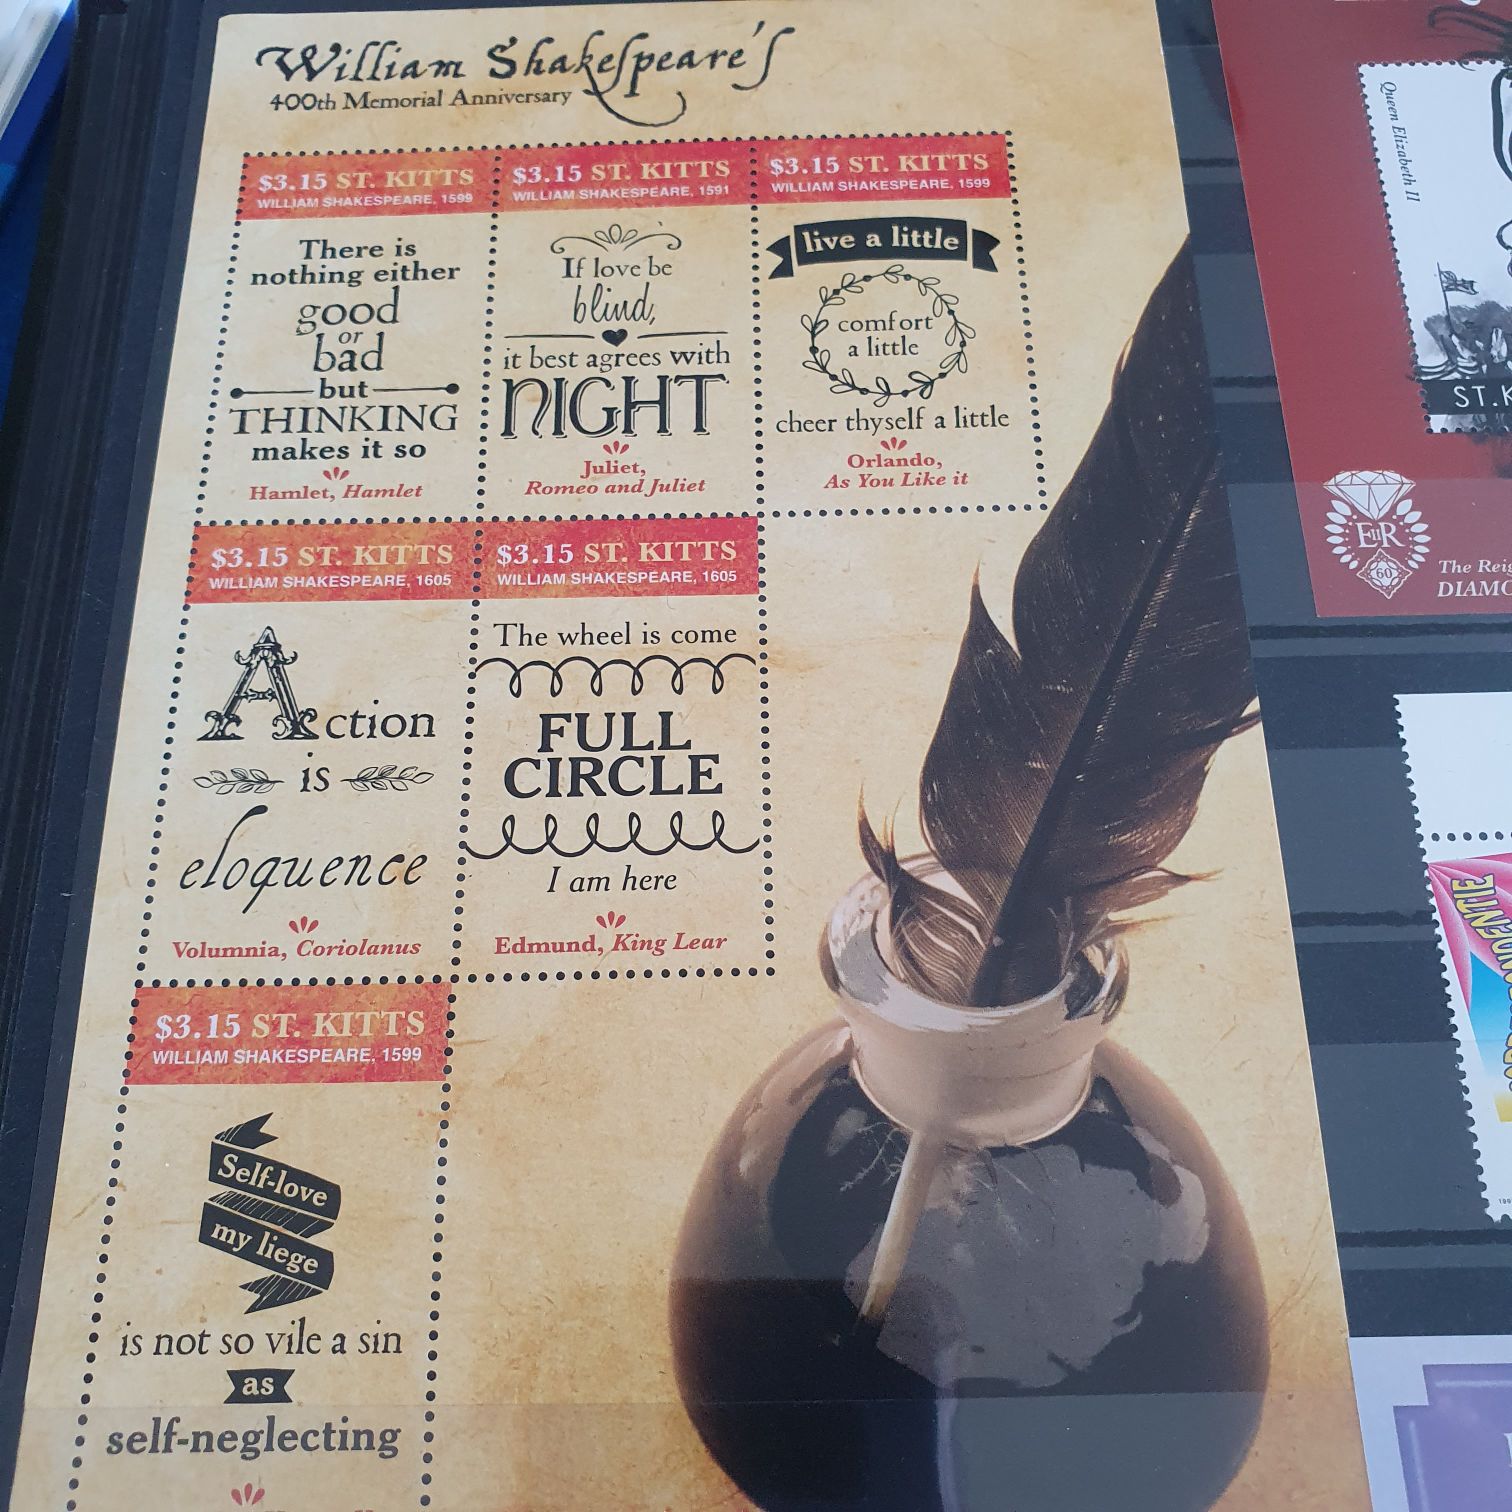 William Shakespeare's
400th Memorial Anniversary
$3.15 ST. KITTS
WILLIAM SHAKESPEARE, 1599
There is
nothing either
good
or
bad
but
THINKING
makes it so
Hamlet, Hamlet
$3.15 ST. KITTS
WILLIAM SHAKESPEARE, 1591
If love be
blind,
it best agrees with
NIGHT
Juliet,
Romeo and Juliet
$3.15 ST. KITTS
WILLIAM SHAKESPEARE, 1599
live a little
comfort
a little
cheer thyself a little
Orlando,
As You Like it
$3.15 ST. KITTS
WILLIAM SHAKESPEARE, 1605
Action
is
eloquence
Volumnia, Coriolanus
$3.15 ST. KITTS
WILLIAM SHAKESPEARE, 1605
The wheel is come
FULL
CIRCLE
I am here
Edmund, King Lear
$3.15 ST. KITTS
WILLIAM SHAKESPEARE, 1599
Self-love
my liege
is not so vile a sin
as
self-neglecting
Queen Elizabeth II
ST.K
EIIR
60
The Reig
DIAMO